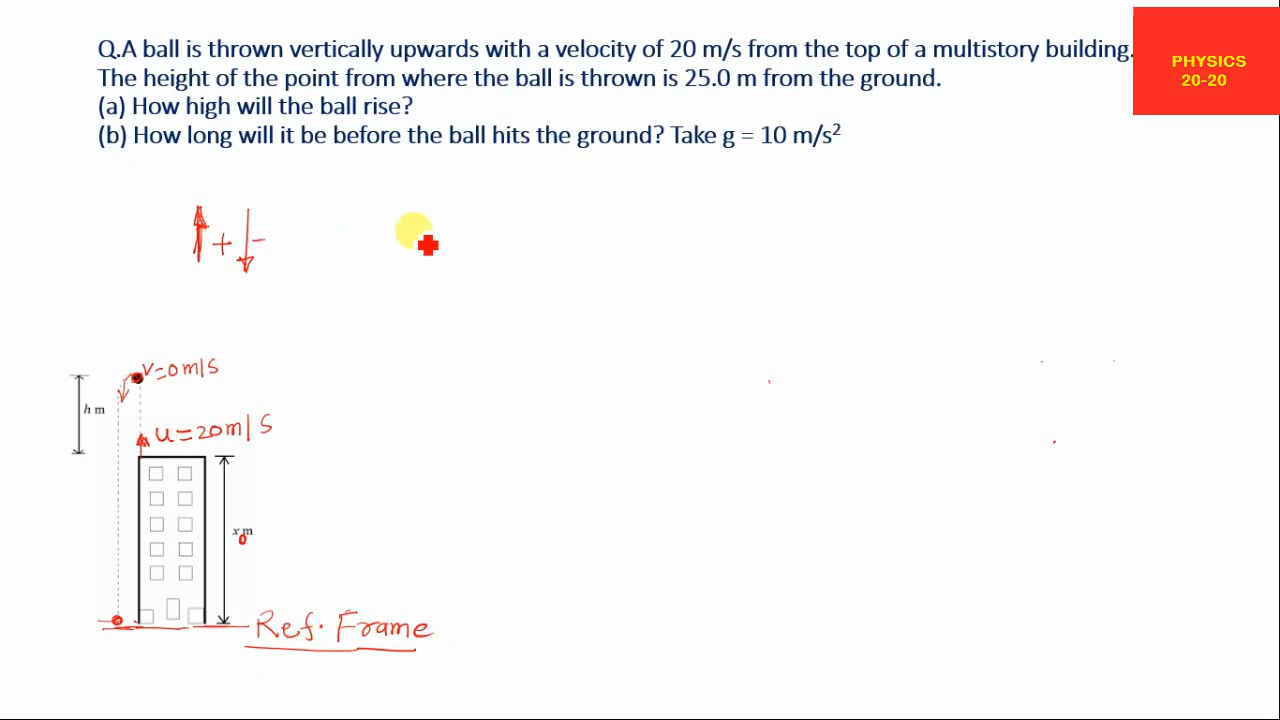 Q.A ball is thrown vertically upwards with a velocity of 20 m/s from the top of a multistory building.
The height of the point from where the ball is thrown is 25.0 m from the ground.
(a) How high will the ball rise?
(b) How long will it be before the ball hits the ground? Take g = 10 m/s²
PHYSICS
20-20
+ -
v=0m/s
h m
u=20m/s
x₀m
Ref. Frame